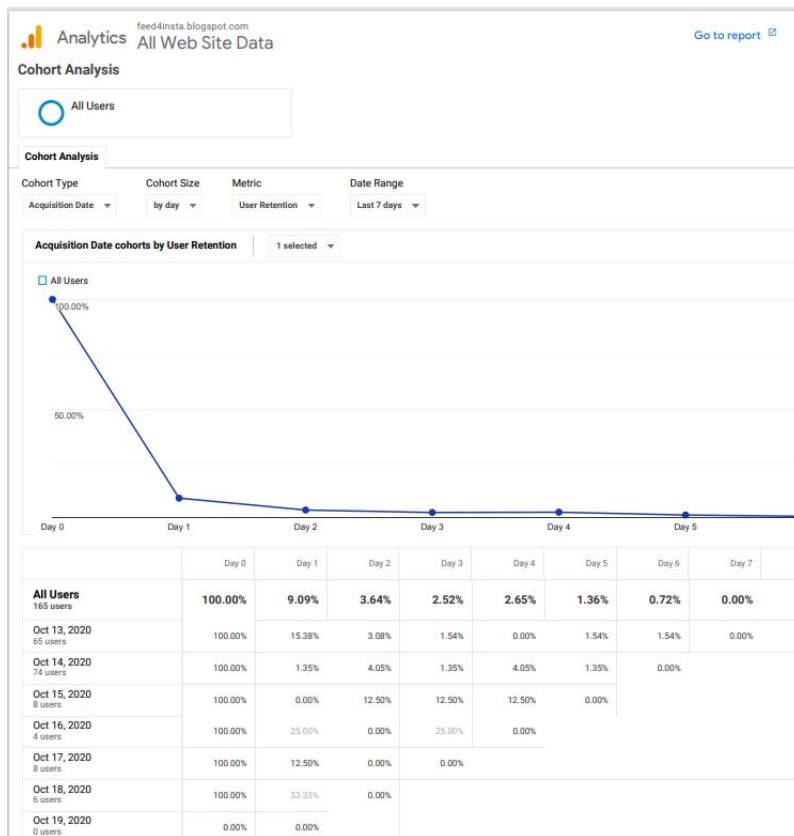 feed4insta.blogspot.com
Analytics All Web Site Data
Go to report
Cohort Analysis
All Users
Cohort Analysis
Cohort Type Cohort Size Metric Date Range
Acquisition Date by day User Retention Last 7 days
Acquisition Date cohorts by User Retention 1 selected
All Users
100.00%
50.00%
Day 0 Day 1 Day 2 Day 3 Day 4 Day 5
Day 0 Day 1 Day 2 Day 3 Day 4 Day 5 Day 6 Day 7
All Users
165 users
100.00% 9.09% 3.64% 2.52% 2.65% 1.36% 0.72% 0.00%
Oct 13, 2020
65 users
100.00% 15.38% 3.08% 1.54% 0.00% 1.54% 1.54% 0.00%
Oct 14, 2020
74 users
100.00% 1.35% 4.05% 1.35% 4.05% 1.35% 0.00%
Oct 15, 2020
8 users
100.00% 0.00% 12.50% 12.50% 12.50% 0.00%
Oct 16, 2020
4 users
100.00% 25.00% 0.00% 25.00% 0.00%
Oct 17, 2020
8 users
100.00% 12.50% 0.00% 0.00%
Oct 18, 2020
6 users
100.00% 33.33% 0.00%
Oct 19, 2020
0 users
0.00% 0.00%